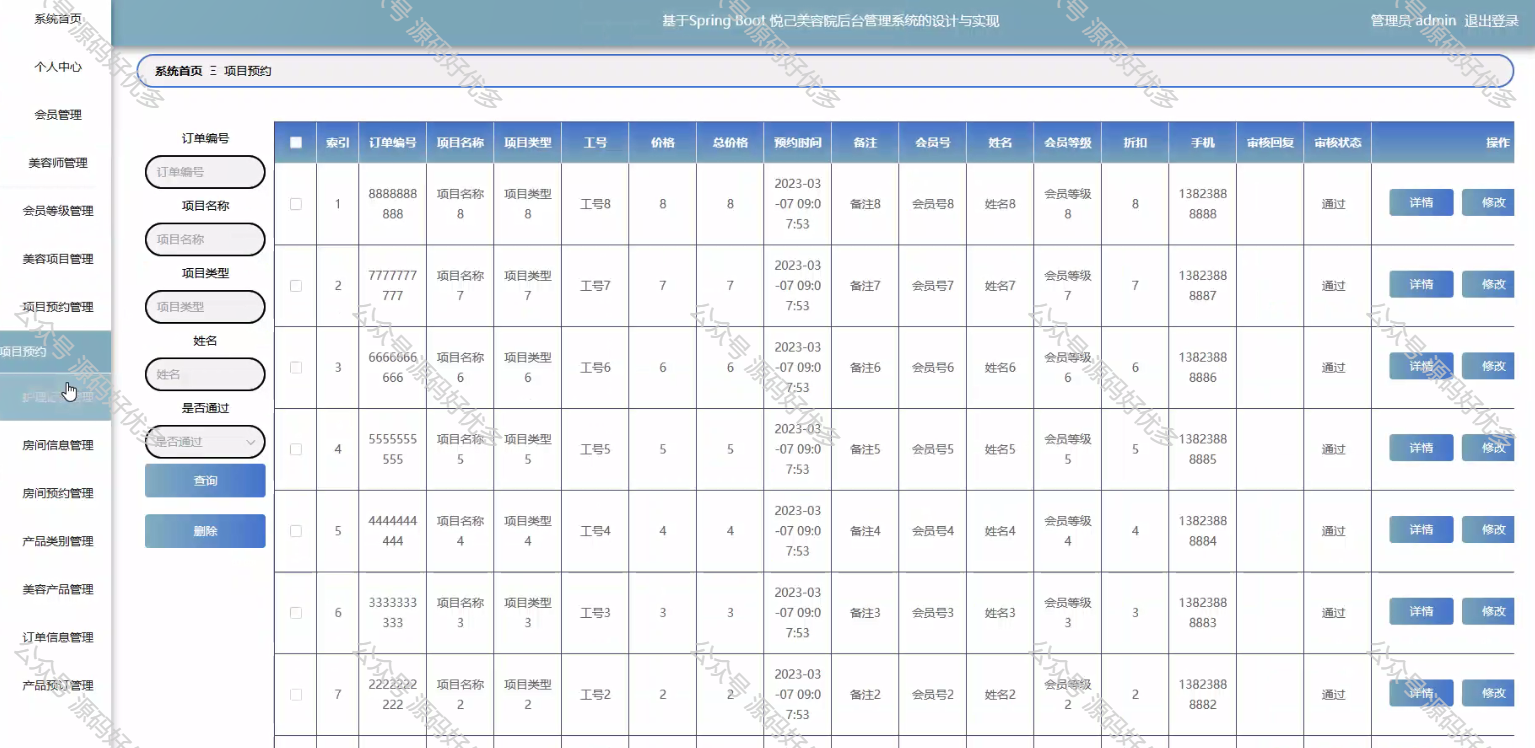 基于Spring Boot 悦己美容院后台管理系统的设计与实现
管理员 admin 退出登录
系统首页
个人中心
会员管理
美容师管理
会员等级管理
美容项目管理
项目预约管理
项目预约
房间信息管理
房间预约管理
产品类别管理
美容产品管理
订单信息管理
产品预订管理
系统首页 Ξ 项目预约
订单编号
订单编号
项目名称
项目名称
项目类型
项目类型
姓名
姓名
是否通过
是否通过
查询
删除
索引 订单编号 项目名称 项目类型 工号 价格 总价格 预约时间 备注 会员号 姓名 会员等级 折扣 手机 审核回复 审核状态 操作
1 8888888888 项目名称8 项目类型8 工号8 8 8 2023-03-07 09:07:53 备注8 会员号8 姓名8 会员等级8 8 13823888888 通过 详情 修改
2 7777777777 项目名称7 项目类型7 工号7 7 7 2023-03-07 09:07:53 备注7 会员号7 姓名7 会员等级7 7 13823888887 通过 详情 修改
3 6666666666 项目名称6 项目类型6 工号6 6 6 2023-03-07 09:07:53 备注6 会员号6 姓名6 会员等级6 6 13823888886 通过 详情 修改
4 5555555555 项目名称5 项目类型5 工号5 5 5 2023-03-07 09:07:53 备注5 会员号5 姓名5 会员等级5 5 13823888885 通过 详情 修改
5 4444444444 项目名称4 项目类型4 工号4 4 4 2023-03-07 09:07:53 备注4 会员号4 姓名4 会员等级4 4 13823888884 通过 详情 修改
6 3333333333 项目名称3 项目类型3 工号3 3 3 2023-03-07 09:07:53 备注3 会员号3 姓名3 会员等级3 3 13823888883 通过 详情 修改
7 2222222222 项目名称2 项目类型2 工号2 2 2 2023-03-07 09:07:53 备注2 会员号2 姓名2 会员等级2 2 13823888882 通过 详情 修改
公众号 源码好优多